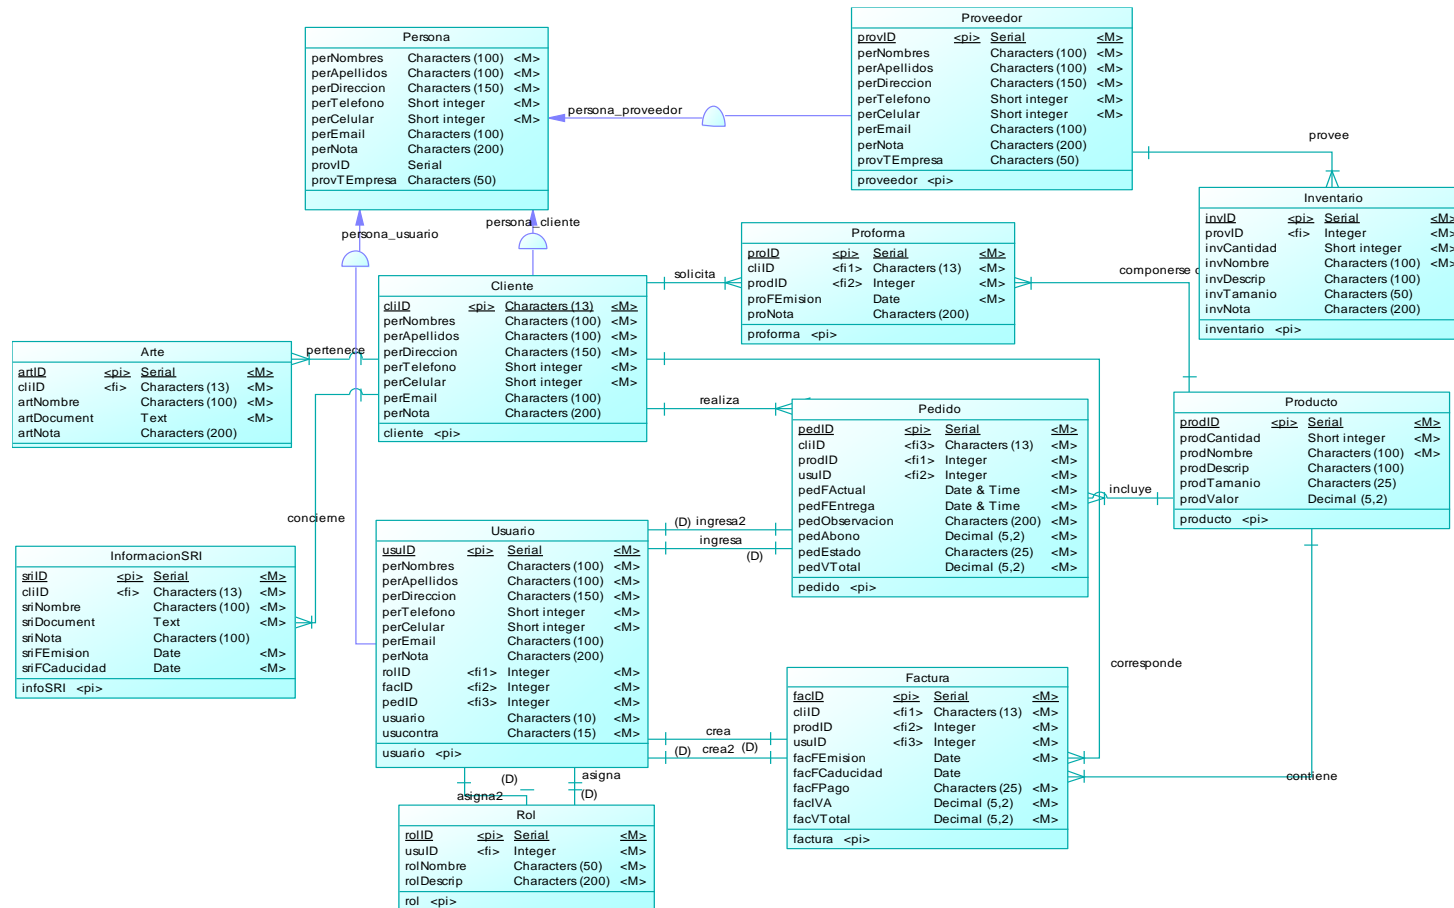 Persona
perNombres Characters (100) <M>
perApellidos Characters (100) <M>
perDireccion Characters (150) <M>
perTelefono Short integer <M>
perCelular Short integer <M>
perEmail Characters (100)
perNota Characters (200)
provID Serial
provTEmpresa Characters (50)
Proveedor
provID <pi> Serial <M>
perNombres Characters (100) <M>
perApellidos Characters (100) <M>
perDireccion Characters (150) <M>
perTelefono Short integer <M>
perCelular Short integer <M>
perEmail Characters (100)
perNota Characters (200)
provTEmpresa Characters (50)
proveedor <pi>
persona_proveedor
provee
persona_usuario
persona_cliente
Inventario
invID <pi> Serial <M>
provID <fi> Integer <M>
invCantidad Short integer <M>
invNombre Characters (100) <M>
invDescrip Characters (100)
invTamanio Characters (50)
invNota Characters (200)
inventario <pi>
Proforma
proID <pi> Serial <M>
cliID <fi1> Characters (13) <M>
prodID <fi2> Integer <M>
proFEmision Date <M>
proNota Characters (200)
proforma <pi>
solicita
componerse
Cliente
cliID <pi> Characters (13) <M>
perNombres Characters (100) <M>
perApellidos Characters (100) <M>
perDireccion Characters (150) <M>
perTelefono Short integer <M>
perCelular Short integer <M>
perEmail Characters (100)
perNota Characters (200)
cliente <pi>
Arte
artID <pi> Serial <M>
cliID <fi> Characters (13) <M>
artNombre Characters (100) <M>
artDocument Text <M>
artNota Characters (200)
pertenece
realiza
Pedido
pedID <pi> Serial <M>
cliID <fi3> Characters (13) <M>
prodID <fi1> Integer <M>
usuID <fi2> Integer <M>
pedFActual Date & Time <M>
pedFEntrega Date & Time <M>
pedObservacion Characters (200) <M>
pedAbono Decimal (5,2) <M>
pedEstado Characters (25) <M>
pedVTotal Decimal (5,2) <M>
pedido <pi>
Producto
prodID <pi> Serial <M>
prodCantidad Short integer <M>
prodNombre Characters (100) <M>
prodDescrip Characters (100)
prodTamanio Characters (25)
prodValor Decimal (5,2)
producto <pi>
incluye
concierne
(D) ingresa2
ingresa
(D)
InformacionSRI
sriID <pi> Serial <M>
cliID <fi> Characters (13) <M>
sriNombre Characters (100) <M>
sriDocument Text <M>
sriNota Characters (100)
sriFEmision Date <M>
sriFCaducidad Date <M>
infoSRI <pi>
Usuario
usuID <pi> Serial <M>
perNombres Characters (100) <M>
perApellidos Characters (100) <M>
perDireccion Characters (150) <M>
perTelefono Short integer <M>
perCelular Short integer <M>
perEmail Characters (100)
perNota Characters (200)
rolID <fi1> Integer <M>
facID <fi2> Integer <M>
pedID <fi3> Integer <M>
usuario Characters (10) <M>
usucontra Characters (15) <M>
usuario <pi>
corresponde
Factura
facID <pi> Serial <M>
cliID <fi1> Characters (13) <M>
prodID <fi2> Integer <M>
usuID <fi3> Integer <M>
facFEmision Date <M>
facFCaducidad Date
facFPago Characters (25) <M>
facIVA Decimal (5,2) <M>
facVTotal Decimal (5,2) <M>
factura <pi>
crea
(D) crea2 (D)
contiene
(D) asigna
asigna2 (D)
Rol
rolID <pi> Serial <M>
usuID <fi> Integer <M>
rolNombre Characters (50) <M>
rolDescrip Characters (200) <M>
rol <pi>